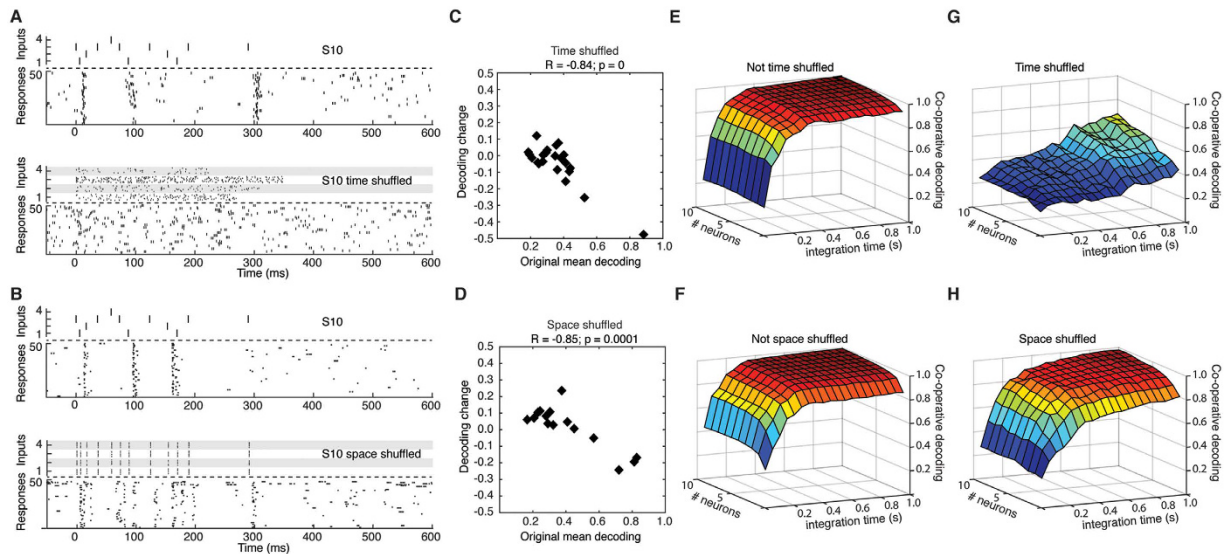 A
Inputs
4
1
S10
Responses
50
0
100
200
300
400
500
600
Inputs
4
1
S10 time shuffled
Responses
50
0
100
200
300
400
500
600
Time (ms)
B
Inputs
4
1
S10
Responses
50
Inputs
4
1
S10 space shuffled
Responses
50
0
100
200
300
400
500
600
Time (ms)
C
Time shuffled
R = -0.84; p = 0
Decoding change
0.5
0.4
0.3
0.2
0.1
0.0
-0.1
-0.2
-0.3
-0.4
-0.5
0.2
0.4
0.6
0.8
1.0
Original mean decoding
D
Space shuffled
R = -0.85; p = 0.0001
Decoding change
0.5
0.4
0.3
0.2
0.1
0.0
-0.1
-0.2
-0.3
-0.4
-0.5
0
0.2
0.4
0.6
0.8
1.0
Original mean decoding
E
Not time shuffled
Co-operative decoding
1.0
0.8
0.6
0.4
0.2
10
5
# neurons
0.2
0.4
0.6
0.8
1.0
integration time (s)
F
Not space shuffled
Co-operative decoding
1.0
0.8
0.6
0.4
0.2
10
5
# neurons
0.2
0.4
0.6
0.8
1.0
integration time (s)
G
Time shuffled
Co-operative decoding
1.0
0.8
0.6
0.4
0.2
10
5
# neurons
0.2
0.4
0.6
0.8
1.0
integration time (s)
H
Space shuffled
Co-operative decoding
1.0
0.8
0.6
0.4
0.2
10
5
# neurons
0.2
0.4
0.6
0.8
1.0
integration time (s)